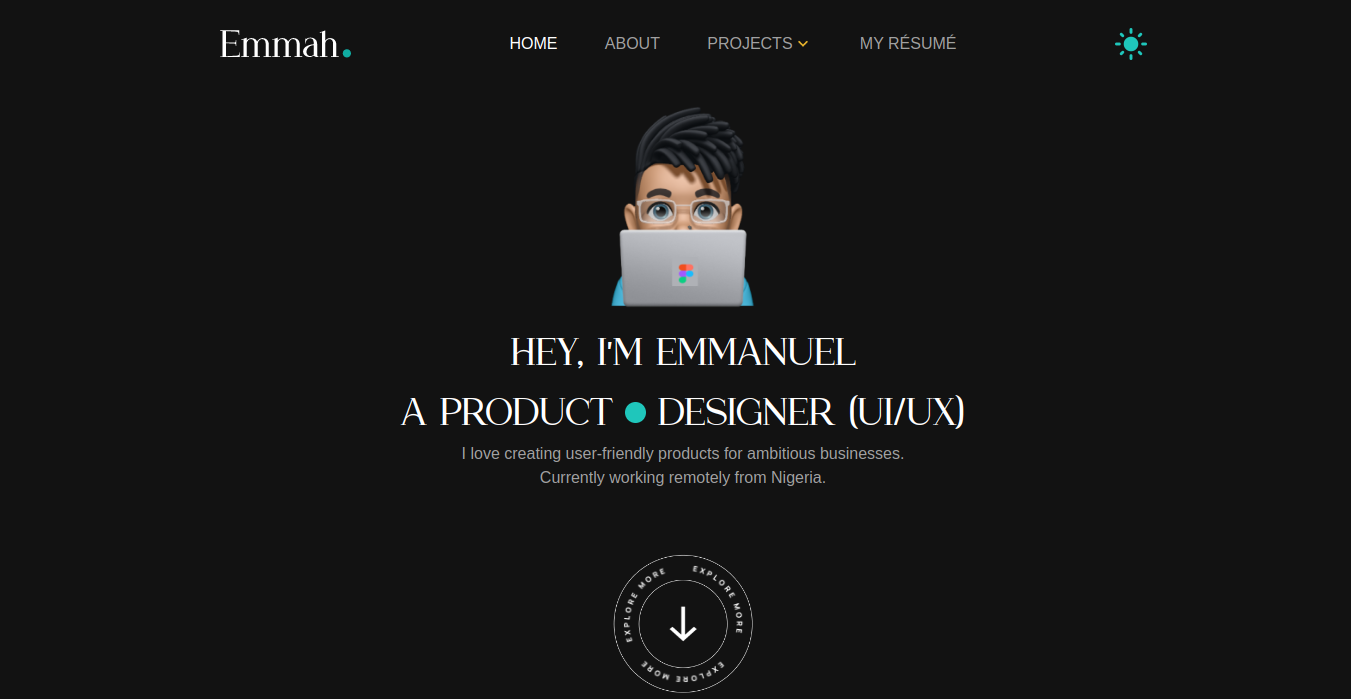 Emmah.
HOME ABOUT PROJECTS MY RÉSUMÉ
HEY, I'M EMMANUEL
A PRODUCT DESIGNER (UI/UX)
I love creating user-friendly products for ambitious businesses.
Currently working remotely from Nigeria.
EXPLORE MORE EXPLORE MORE EXPLORE MORE